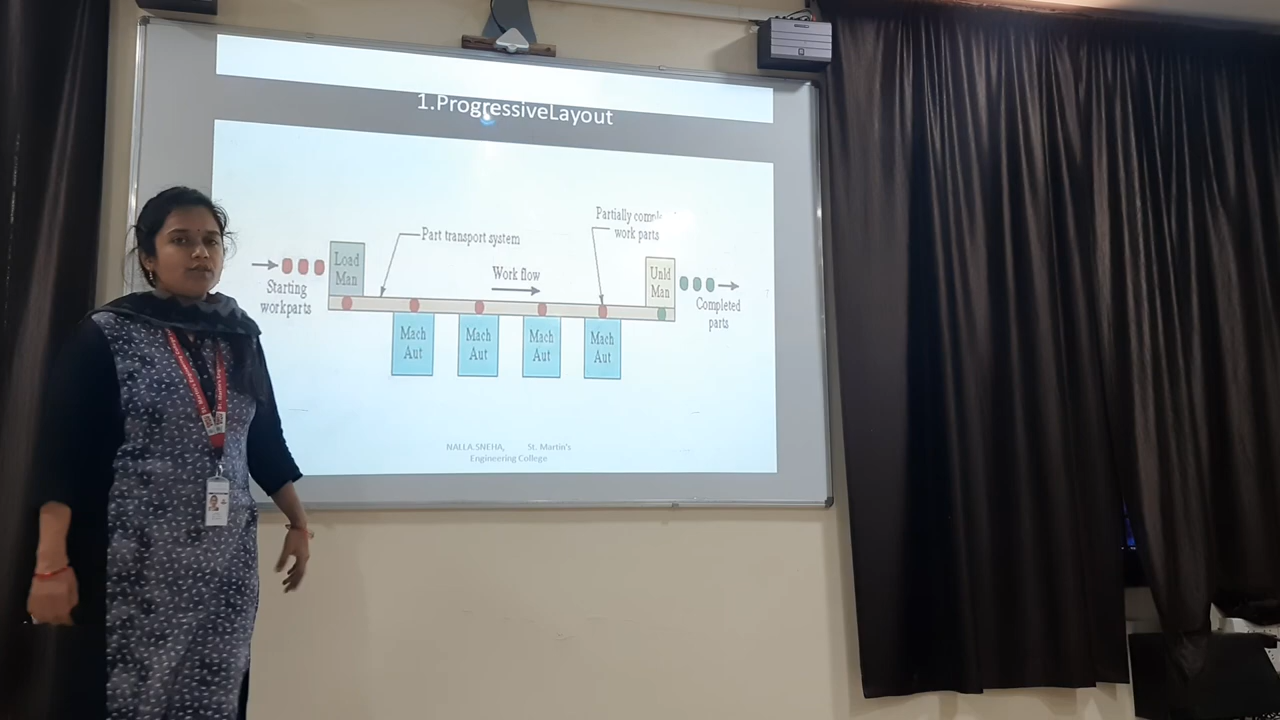 1.ProgressiveLayout
Partially
work parts
Part transport system
Load
Man
Work flow
Unld
Man
Starting
workparts
Completed
parts
Mach
Aut
Mach
Aut
Mach
Aut
Mach
Aut
NALLA.SNEHA, St. Martin's
Engineering College